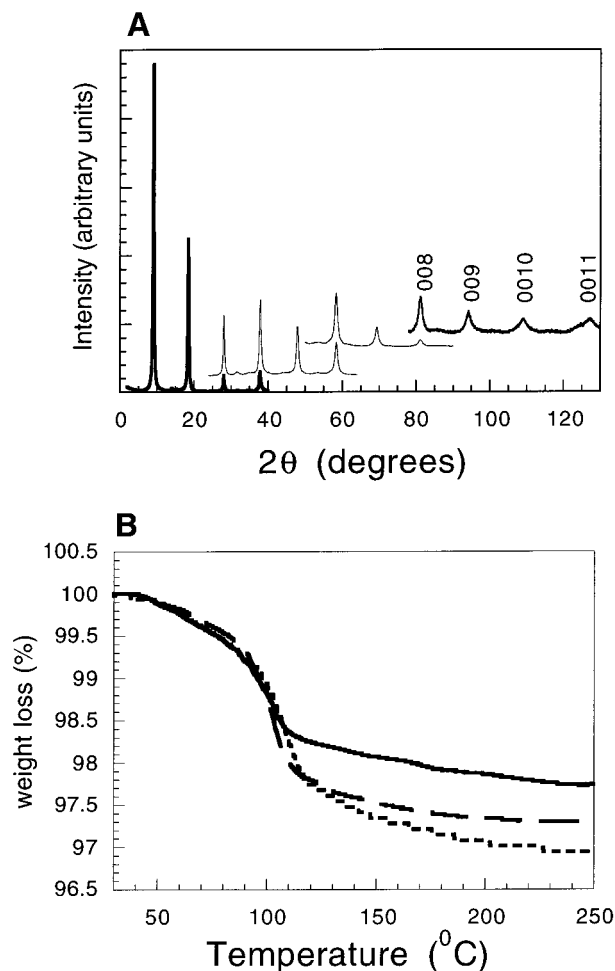 A
Intensity (arbitrary units)
008
009
0010
0011
0 20 40 60 80 100 120
2θ (degrees)
B
100.5
100
99.5
99
98.5
98
97.5
97
96.5
weight loss (%)
50 100 150 200 250
Temperature (⁰C)